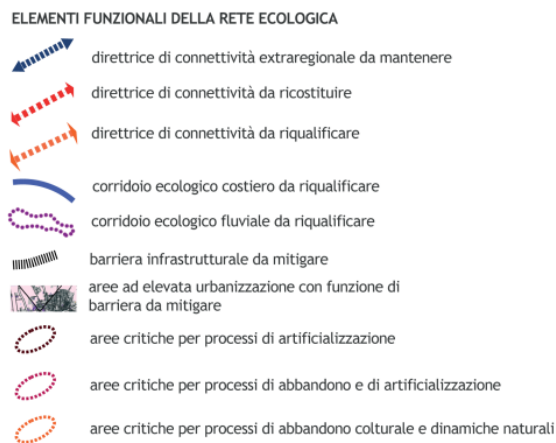 ELEMENTI FUNZIONALI DELLA RETE ECOLOGICA
direttrice di connettività extraregionale da mantenere
direttrice di connettività da ricostituire
direttrice di connettività da riqualificare
corridoio ecologico costiero da riqualificare
corridoio ecologico fluviale da riqualificare
barriera infrastrutturale da mitigare
aree ad elevata urbanizzazione con funzione di
barriera da mitigare
aree critiche per processi di artificializzazione
aree critiche per processi di abbandono e di artificializzazione
aree critiche per processi di abbandono colturale e dinamiche naturali